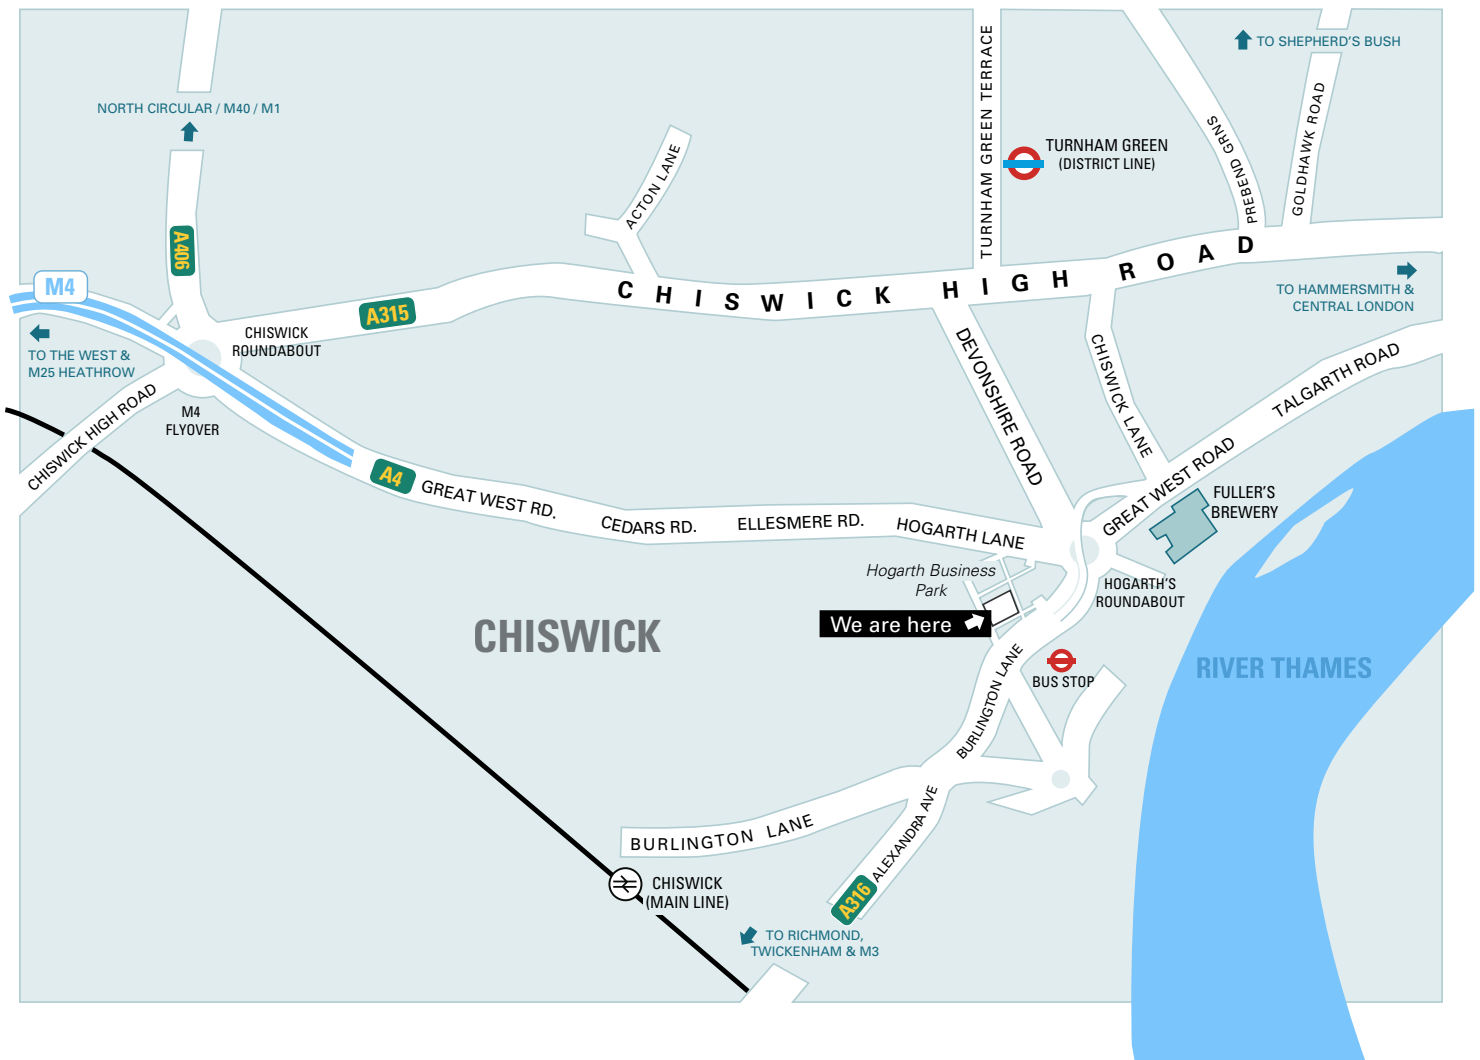 TO SHEPHERD'S BUSH
NORTH CIRCULAR / M40 / M1
TURNHAM GREEN TERRACE
TURNHAM GREEN
(DISTRICT LINE)
PREBEND GRNS
GOLDHAWK ROAD
ACTON LANE
A406
M4
A315
CHISWICK HIGH ROAD
TO HAMMERSMITH &
CENTRAL LONDON
CHISWICK
ROUNDABOUT
TO THE WEST &
M25 HEATHROW
M4
FLYOVER
CHISWICK HIGH ROAD
DEVONSHIRE ROAD
CHISWICK LANE
TALGARTH ROAD
GREAT WEST ROAD
A4
GREAT WEST RD.
CEDARS RD.
ELLESMERE RD.
HOGARTH LANE
FULLER'S
BREWERY
Hogarth Business
Park
HOGARTH'S
ROUNDABOUT
We are here
CHISWICK
BUS STOP
RIVER THAMES
BURLINGTON LANE
BURLINGTON LANE
ALEXANDRA AVE
A316
CHISWICK
(MAIN LINE)
TO RICHMOND,
TWICKENHAM & M3